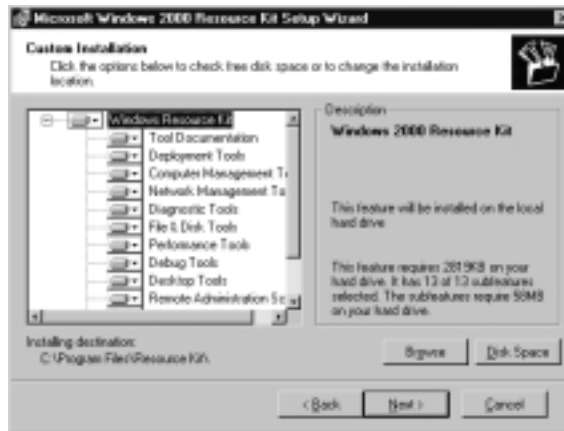 Microsoft Windows 2000 Resource Kit Setup Wizard
Custom Installation
Click the options below to check free disk space or to change the installation
location.
Windows Resource Kit
Tool Documentation
Deployment Tools
Computer Management T
Network Management To
Diagnostic Tools
File & Disk Tools
Performance Tools
Debug Tools
Desktop Tools
Remote Administration Sc
Description
Windows 2000 Resource Kit
This feature will be installed on the local
hard drive
This feature requires 2819KB on your
hard drive. It has 13 of 13 subfeatures
selected. The subfeatures require 58MB
on your hard drive.
Installing destination:
C:\Program Files\Resource Kit\
Browse
Disk Space
< Back
Next >
Cancel